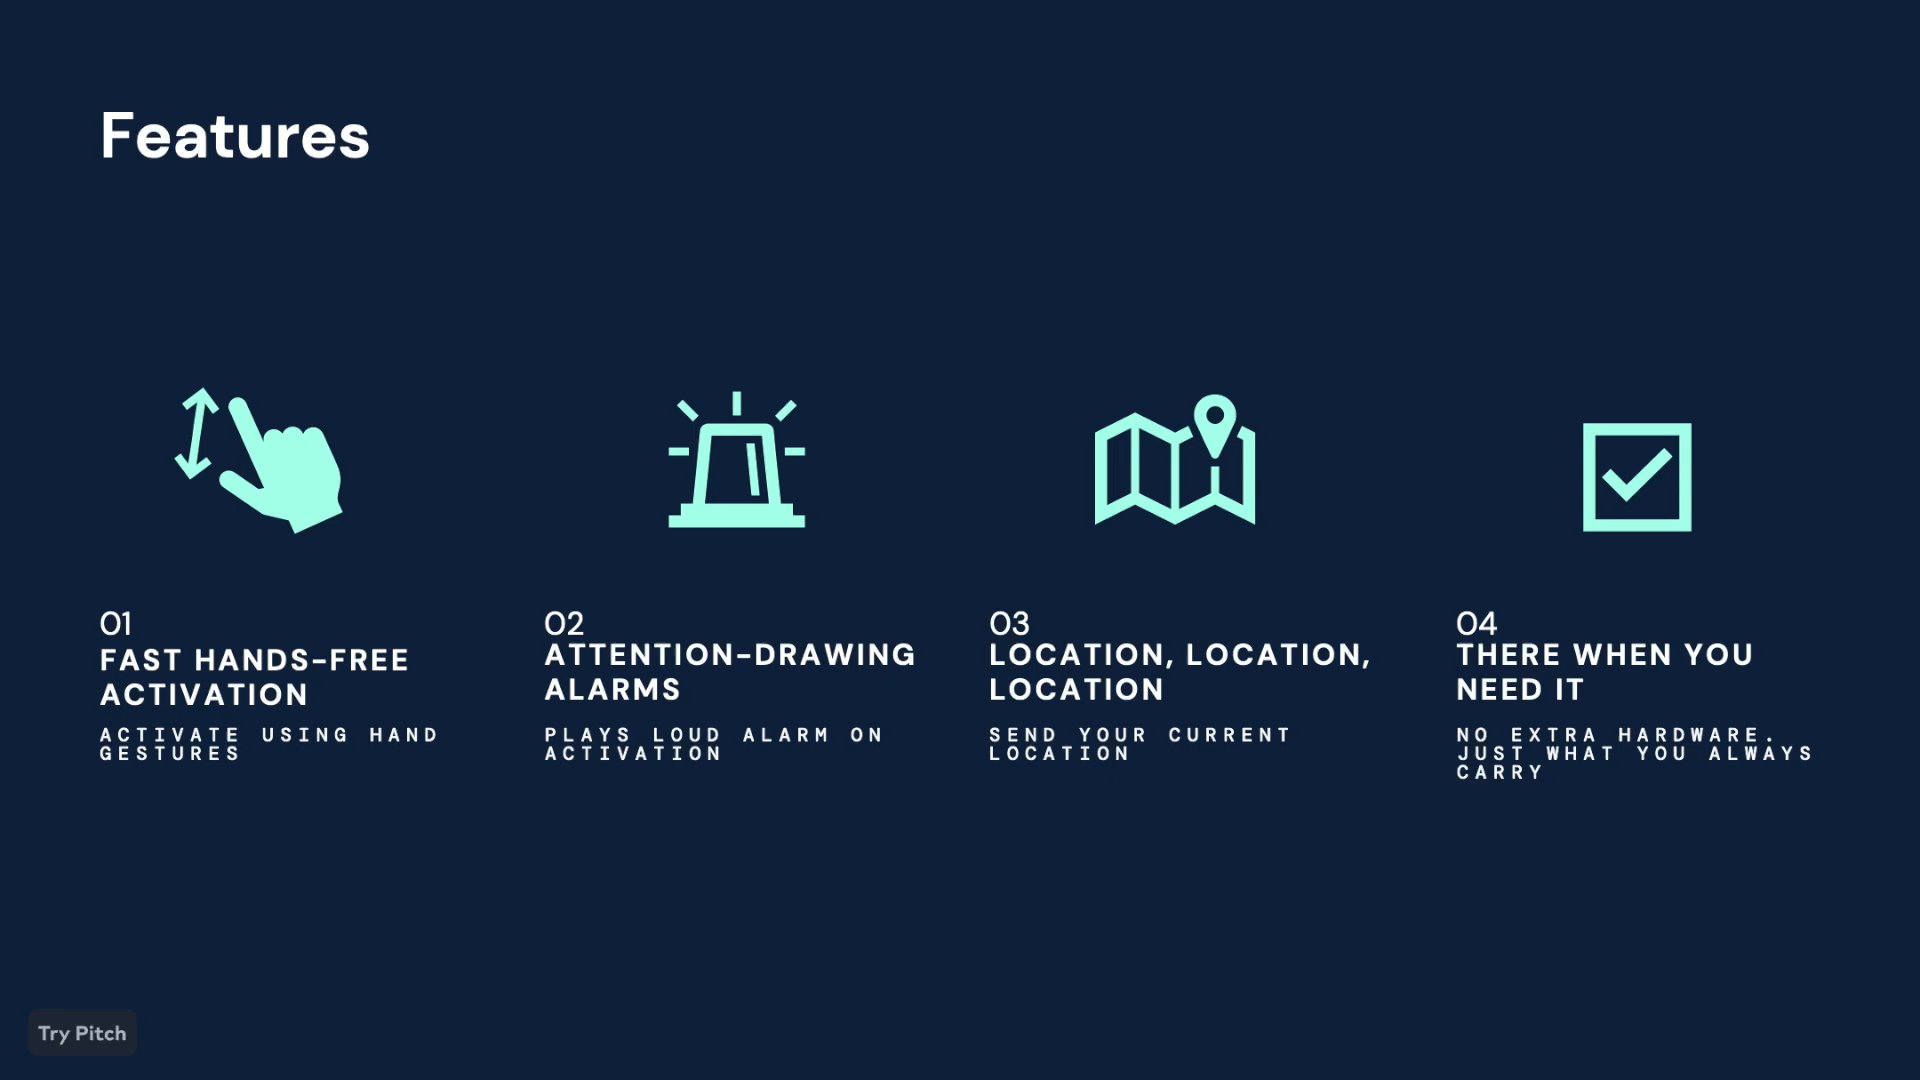 Features
01
FAST HANDS-FREE
ACTIVATION
ACTIVATE USING HAND
GESTURES
02
ATTENTION-DRAWING
ALARMS
PLAYS LOUD ALARM ON
ACTIVATION
03
LOCATION, LOCATION,
LOCATION
SEND YOUR CURRENT
LOCATION
04
THERE WHEN YOU
NEED IT
NO EXTRA HARDWARE.
JUST WHAT YOU ALWAYS
CARRY
Try Pitch